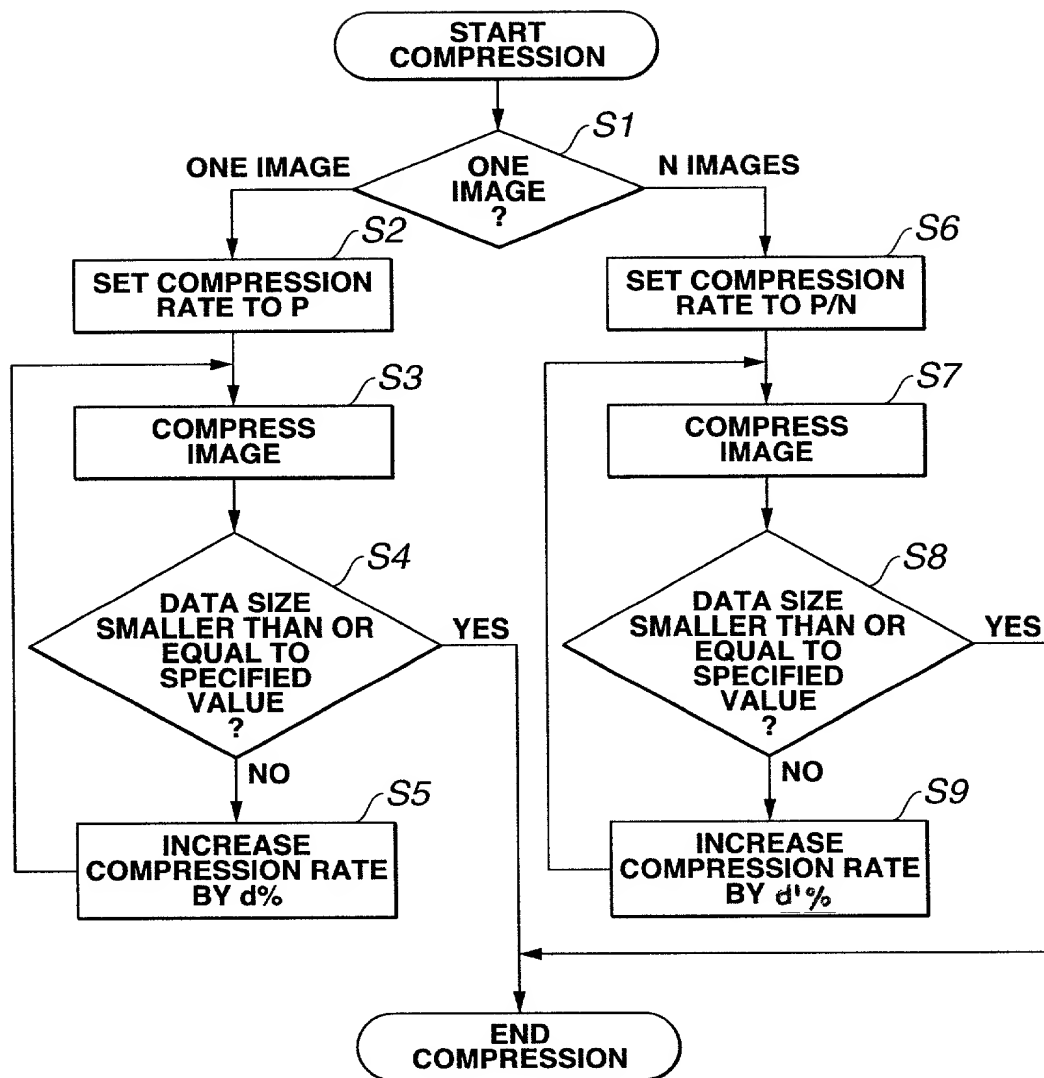 START
COMPRESSION
S1
ONE IMAGE
ONE
IMAGE
?
N IMAGES
S2
SET COMPRESSION
RATE TO P
S6
SET COMPRESSION
RATE TO P/N
S3
COMPRESS
IMAGE
S7
COMPRESS
IMAGE
S4
DATA SIZE
SMALLER THAN OR
EQUAL TO
SPECIFIED
VALUE
?
YES
S8
DATA SIZE
SMALLER THAN OR
EQUAL TO
SPECIFIED
VALUE
?
YES
NO
S5
INCREASE
COMPRESSION RATE
BY d%
NO
S9
INCREASE
COMPRESSION RATE
BY d'%
END
COMPRESSION